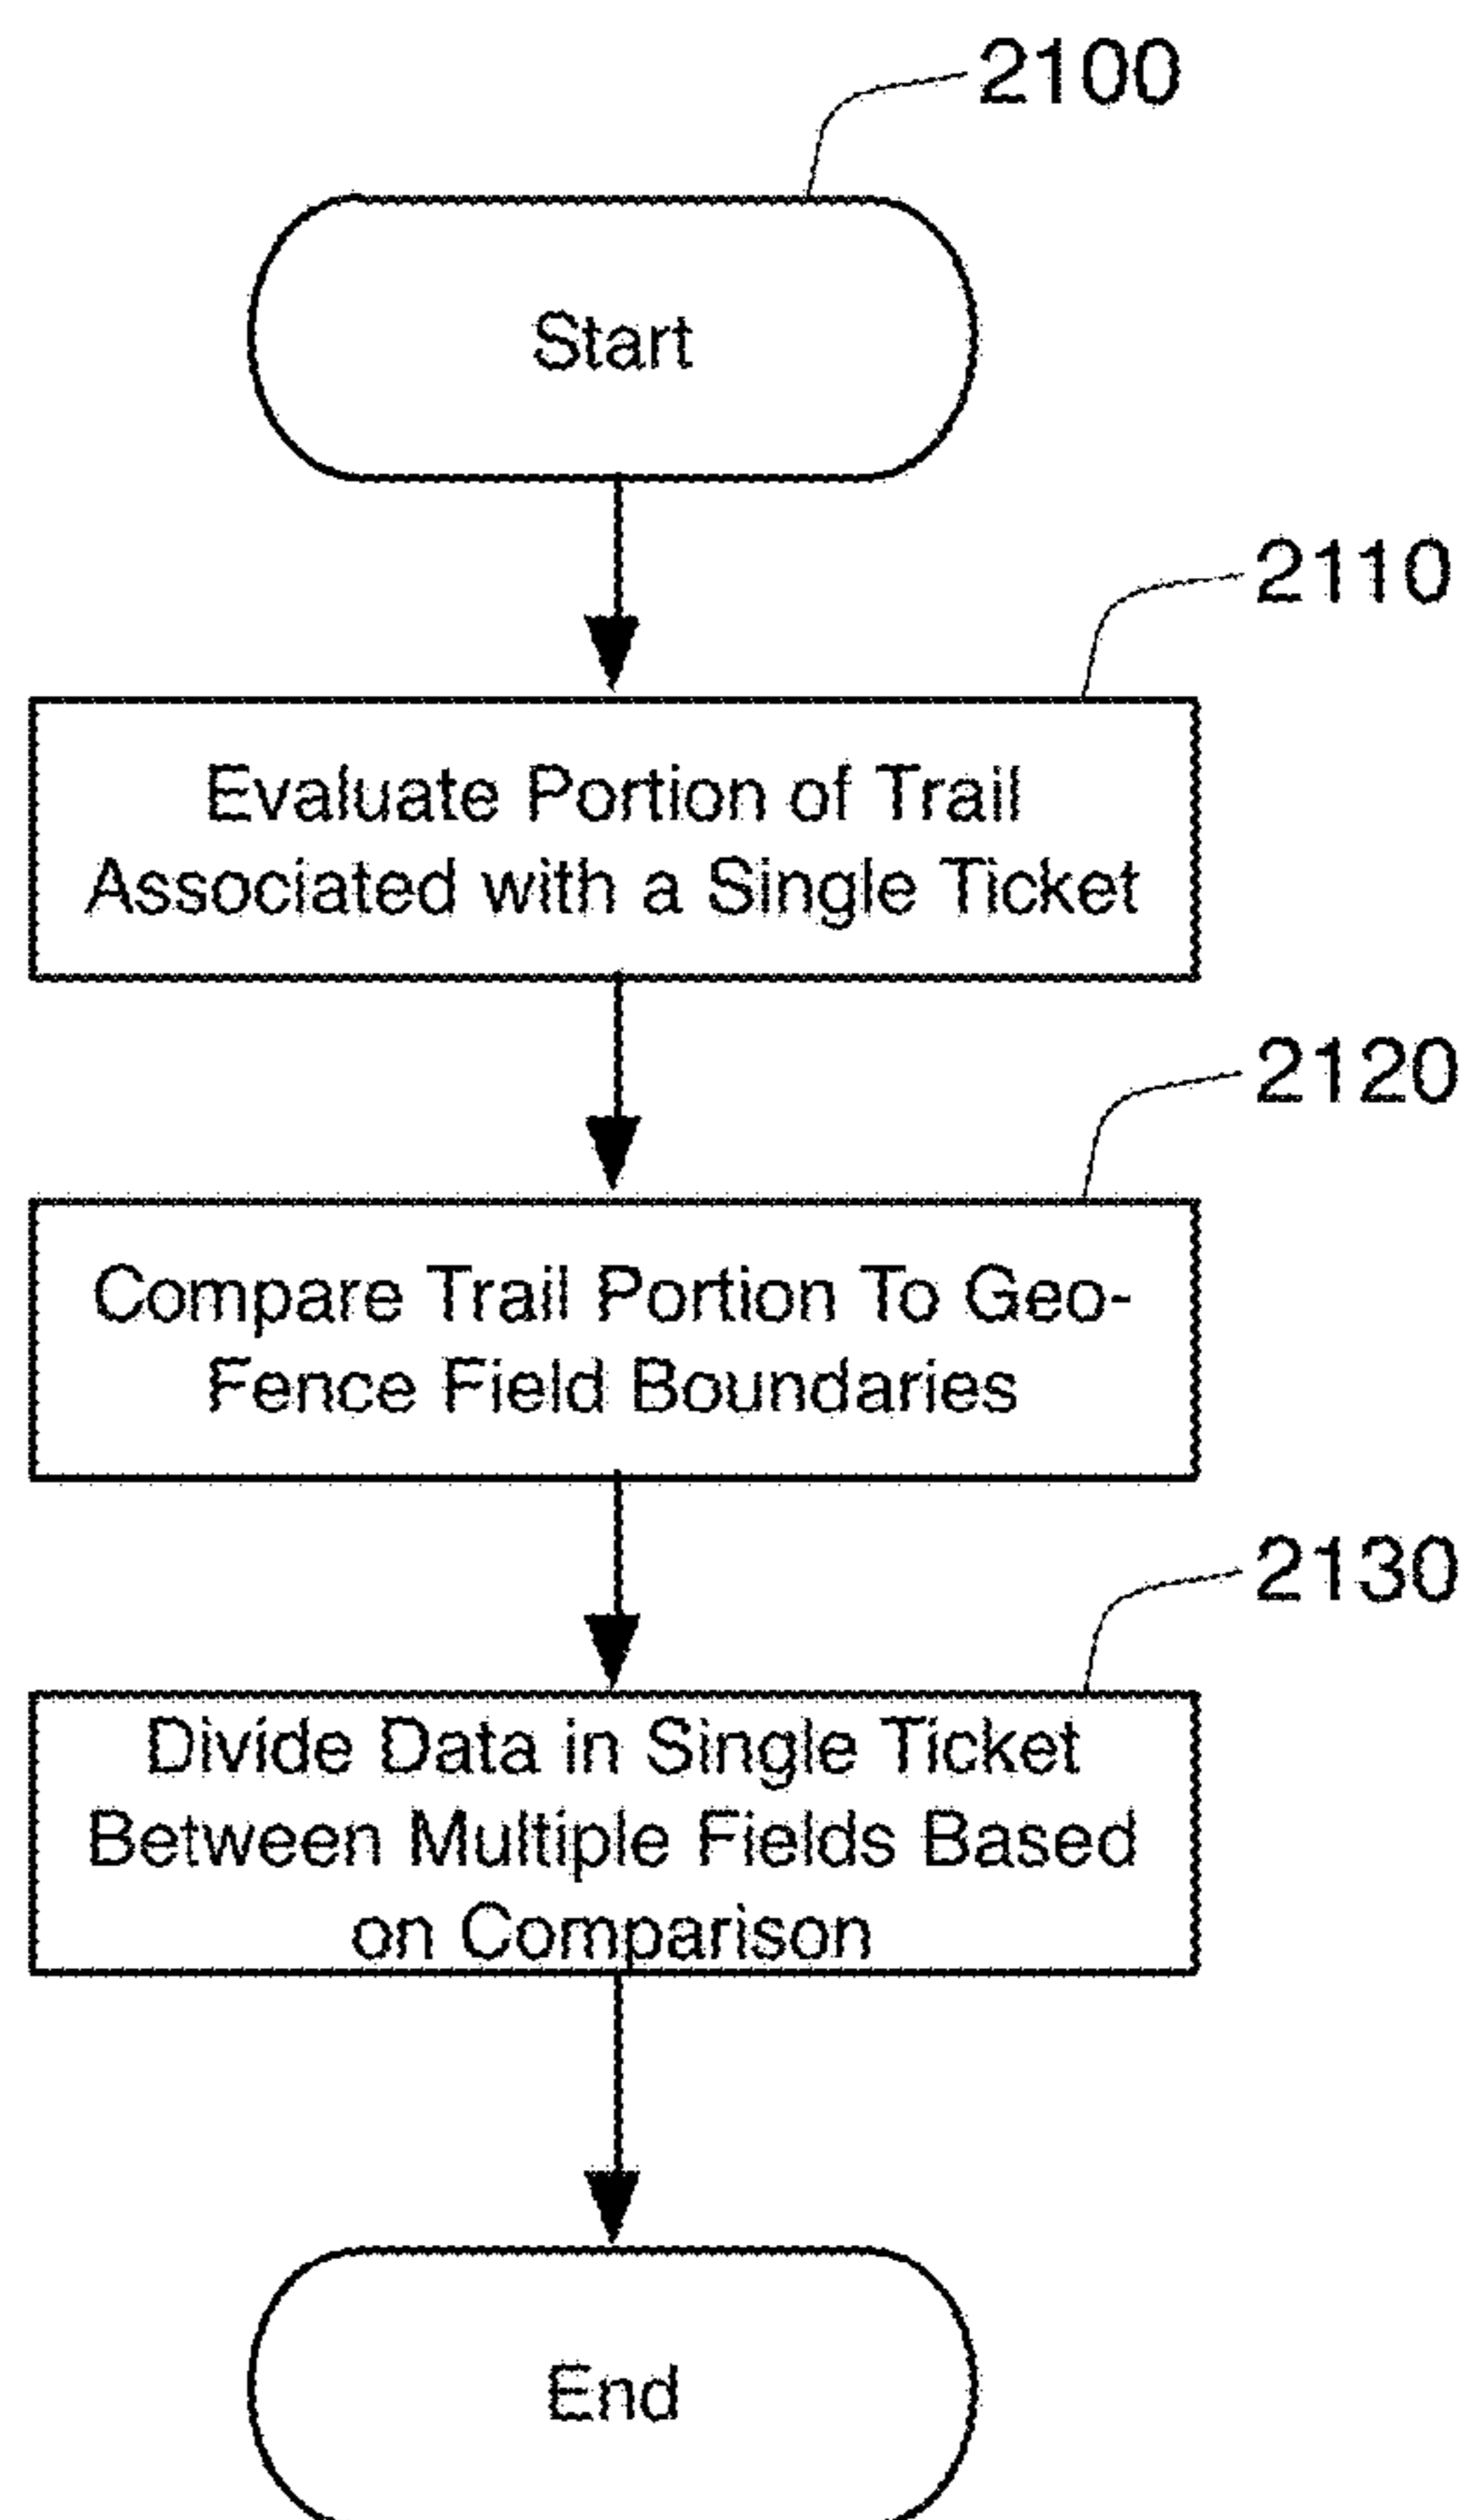 2100
Start
2110
Evaluate Portion of Trail
Associated with a Single Ticket
2120
Compare Trail Portion To Geo-
Fence Field Boundaries
2130
Divide Data in Single Ticket
Between Multiple Fields Based
on Comparison
End